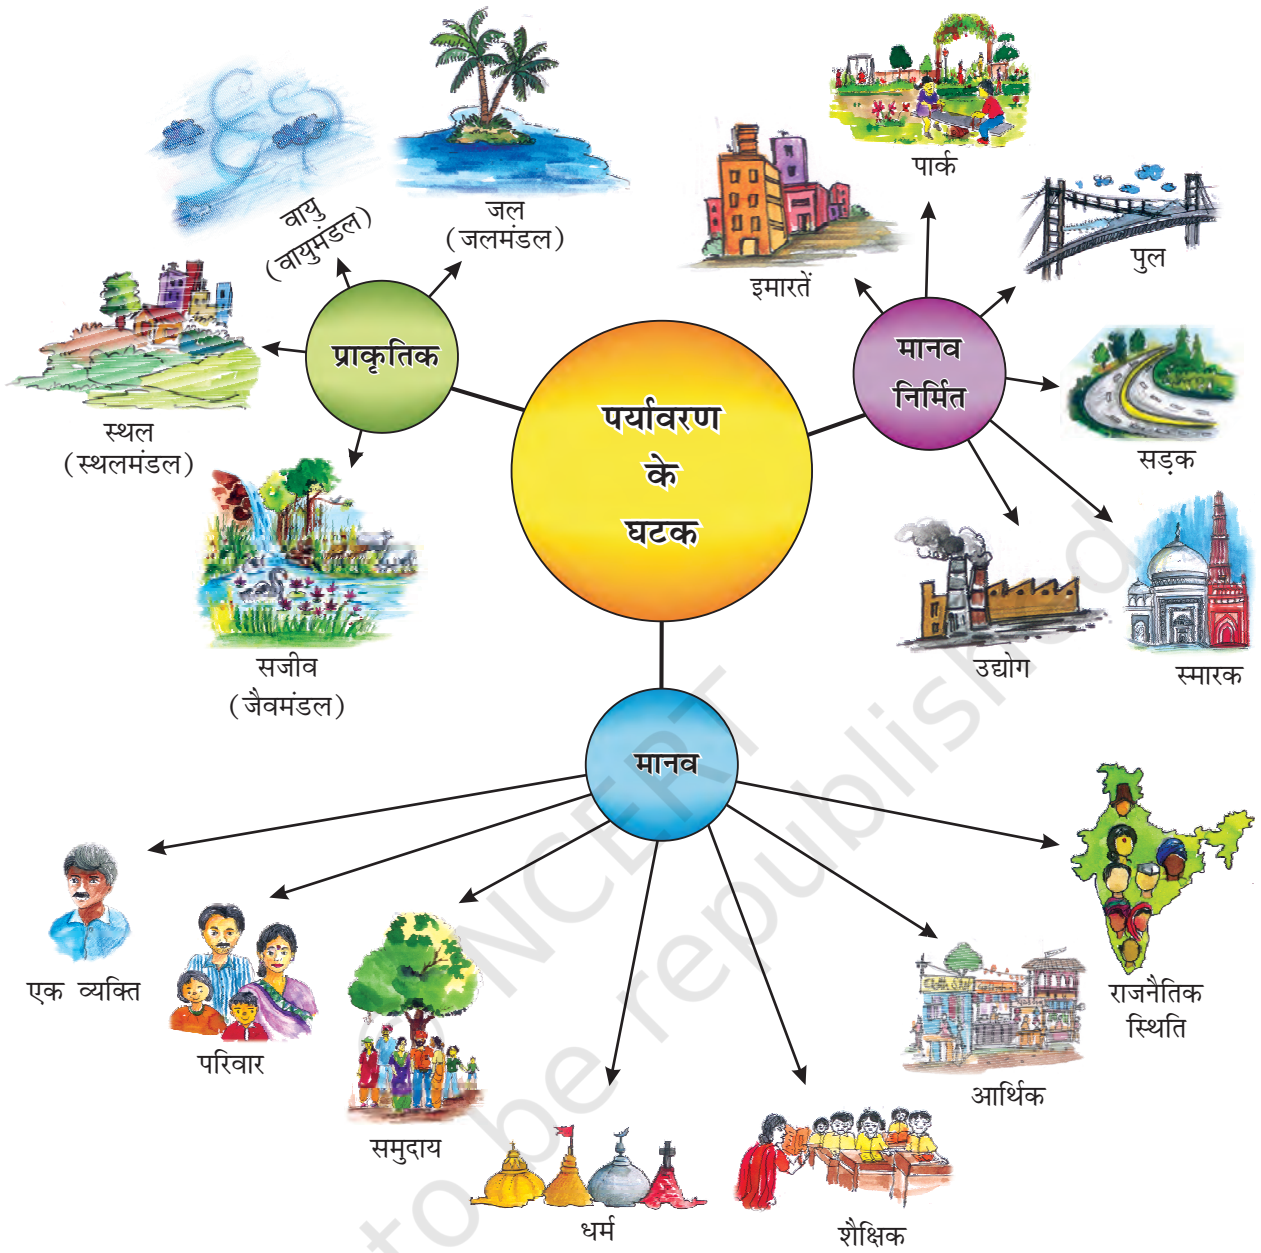 वायु
(वायुमंडल)
जल
(जलमंडल)
स्थल
(स्थलमंडल)
सजीव
(जैवमंडल)
प्राकृतिक
पर्यावरण
के
घटक
मानव
निर्मित
इमारतें
पार्क
पुल
सड़क
स्मारक
उद्योग
मानव
एक व्यक्ति
परिवार
समुदाय
धर्म
शैक्षिक
आर्थिक
राजनैतिक
स्थिति
© NCERT
to be republished